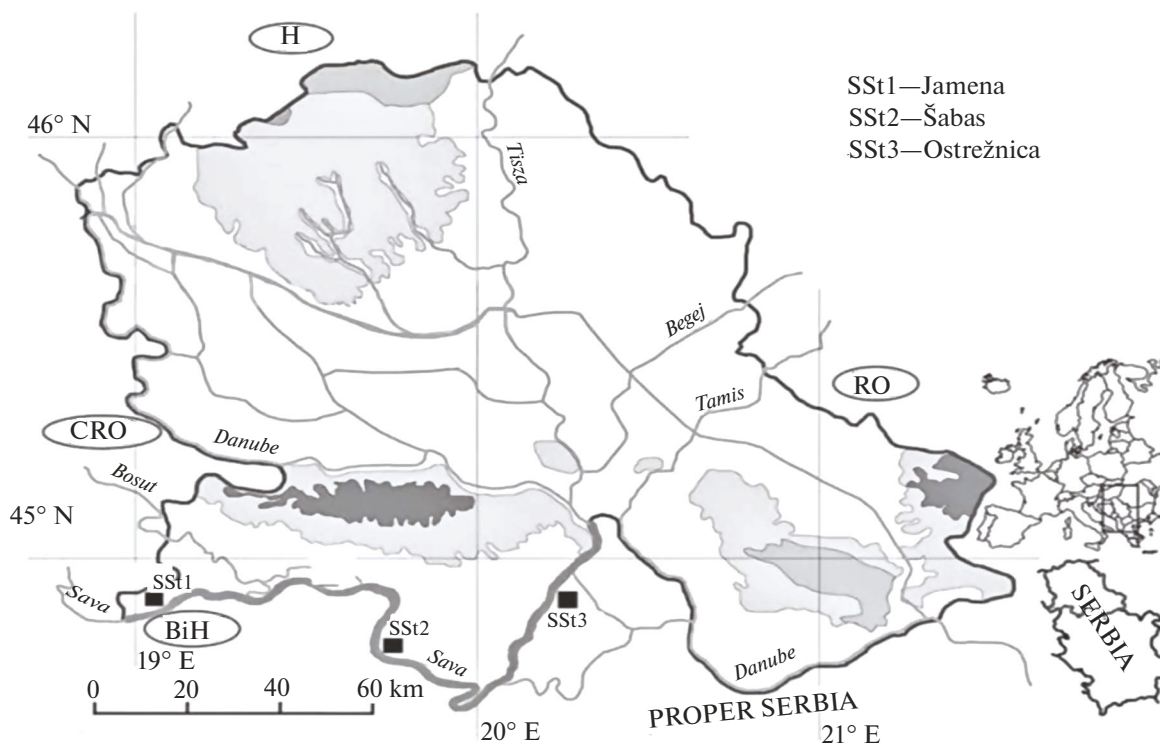 H
SSt1—Jamena
SSt2—Šabas
SSt3—Ostrežnica
46° N
Tisza
Begej
Tamis
RO
CRO
Danube
Bosut
45° N
Sava
SSt1
BiH
SSt2
Sava
SSt3
Danube
SERBIA
19° E
0 20 40 60 km
PROPER SERBIA
20° E
21° E